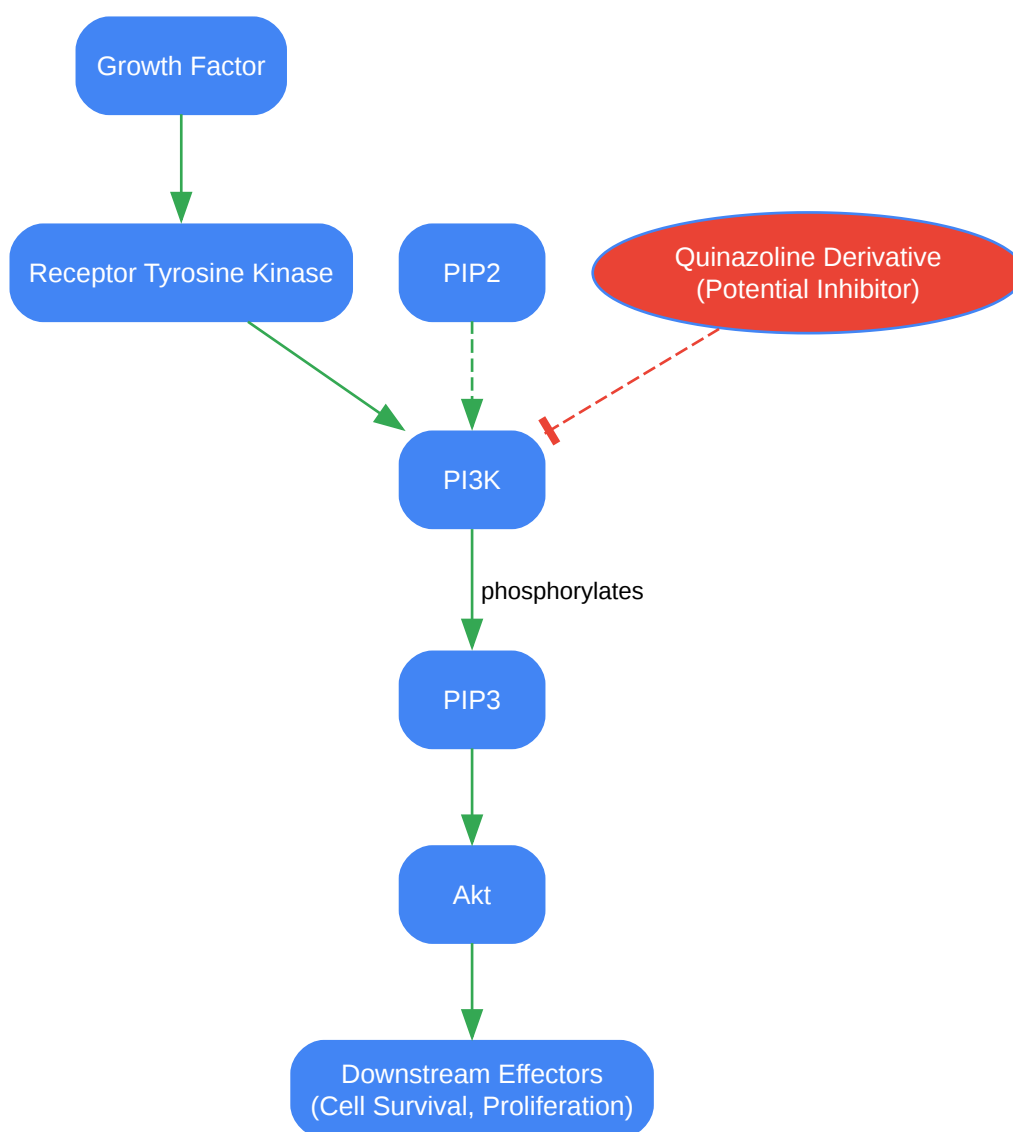 Growth Factor
Receptor Tyrosine Kinase
PIP2
Quinazoline Derivative
(Potential Inhibitor)
PI3K
phosphorylates
PIP3
Akt
Downstream Effectors
(Cell Survival, Proliferation)